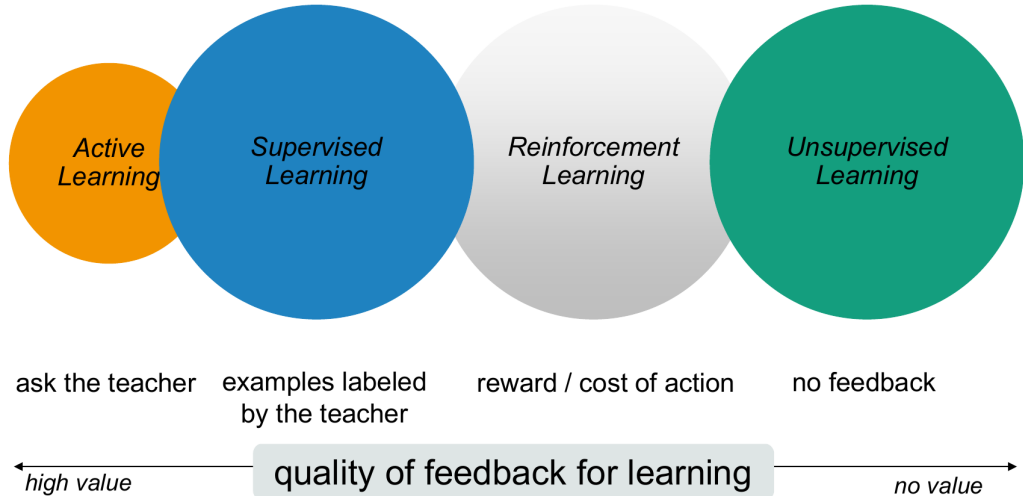 Active
Learning
Supervised
Learning
Reinforcement
Learning
Unsupervised
Learning
ask the teacher
examples labeled
by the teacher
reward / cost of action
no feedback
high value
quality of feedback for learning
no value